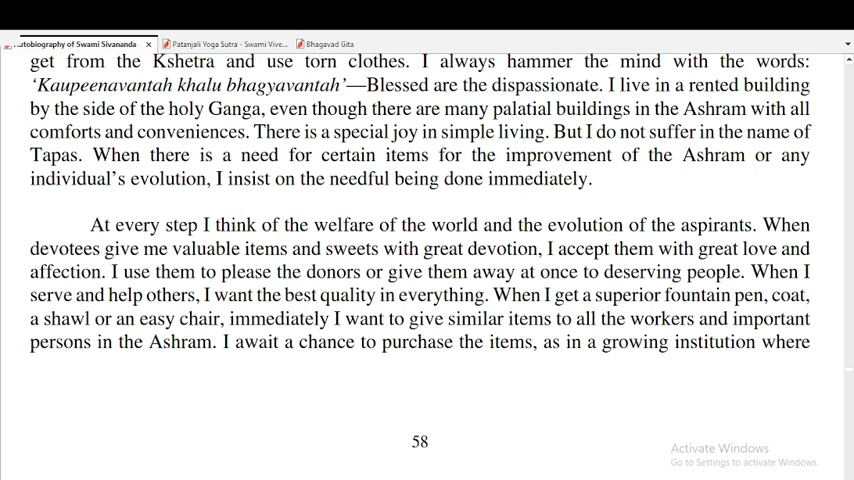 Autobiography of Swami Sivananda × Patanjali Yoga Sutra - Swami Vive... Bhagavad Gita
get from the Kshetra and use torn clothes. I always hammer the mind with the words:
‘Kaupeenavantah khalu bhagyavantah’—Blessed are the dispassionate. I live in a rented building
by the side of the holy Ganga, even though there are many palatial buildings in the Ashram with all
comforts and conveniences. There is a special joy in simple living. But I do not suffer in the name of
Tapas. When there is a need for certain items for the improvement of the Ashram or any
individual’s evolution, I insist on the needful being done immediately.
At every step I think of the welfare of the world and the evolution of the aspirants. When
devotees give me valuable items and sweets with great devotion, I accept them with great love and
affection. I use them to please the donors or give them away at once to deserving people. When I
serve and help others, I want the best quality in everything. When I get a superior fountain pen, coat,
a shawl or an easy chair, immediately I want to give similar items to all the workers and important
persons in the Ashram. I await a chance to purchase the items, as in a growing institution where
58
Activate Windows
Go to Settings to activate Windows.